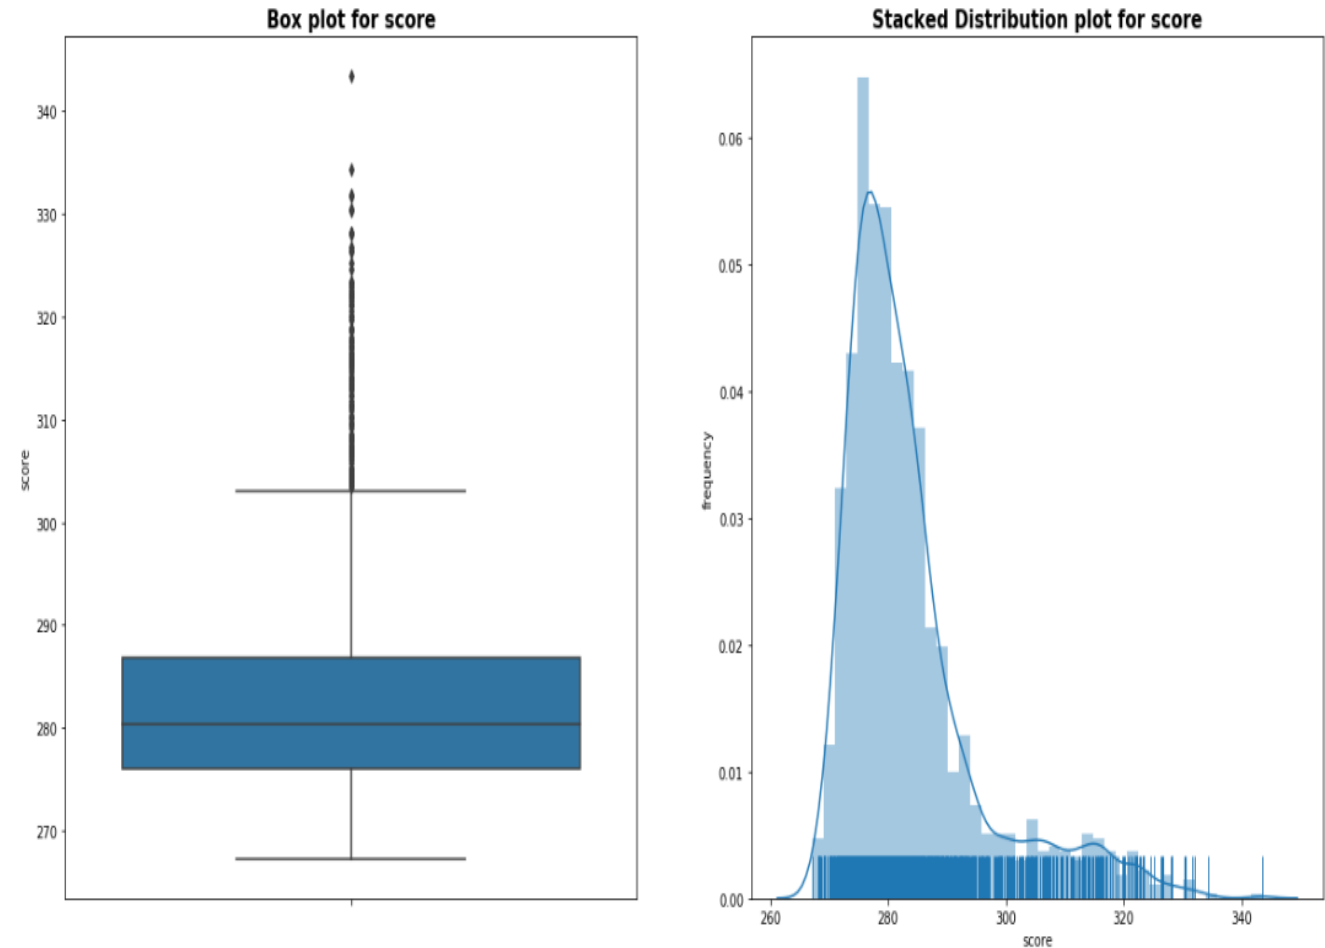 Box plot for score
340
330
320
310
300
290
280
270
score
Stacked Distribution plot for score
0.06
0.05
0.04
0.03
0.02
0.01
0.00
frequency
260 280 300 320 340
score